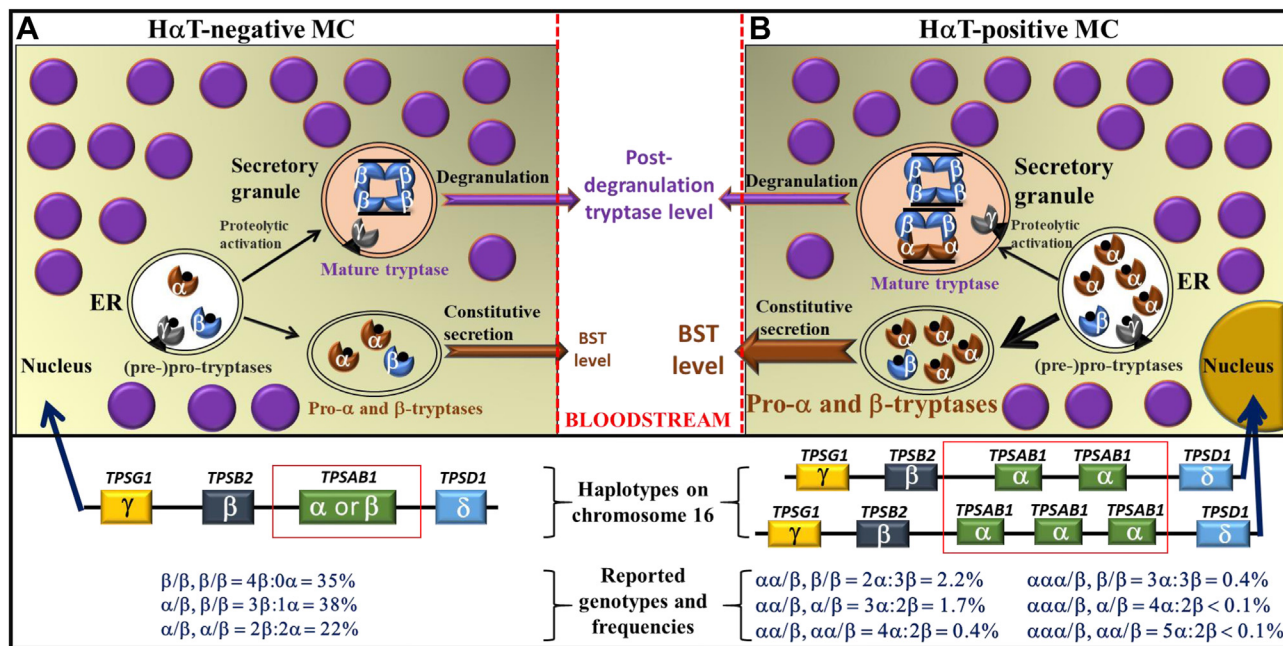 A
HαT-negative MC
Secretory
granule
β β
β β
γ
Degranulation
Proteolytic
activation
Mature tryptase
ER
α
γ β
(pre-)pro-tryptases
Nucleus
Constitutive
secretion
α
α β
Pro-α and β-tryptases
Post-
degranulation
tryptase level
BST
level
BST
level
BLOODSTREAM
B
HαT-positive MC
Degranulation
β β
β β
β β
α α
γ
Secretory
granule
Proteolytic
activation
Mature tryptase
ER
α
α α
α
β γ
α
(pre-)pro-tryptases
Constitutive
secretion
α α
β α α
α
Pro-α and β-tryptases
Nucleus
TPSG1 TPSB2 TPSAB1 TPSD1
γ β α or β δ
Haplotypes on
chromosome 16
TPSG1 TPSB2 TPSAB1 TPSAB1 TPSD1
γ β α α δ
TPSG1 TPSB2 TPSAB1 TPSAB1 TPSAB1 TPSD1
γ β α α α δ
β/β, β/β = 4β:0α = 35%
α/β, β/β = 3β:1α = 38%
α/β, α/β = 2β:2α = 22%
Reported
genotypes and
frequencies
αα/β, β/β = 2α:3β = 2.2%
αα/β, α/β = 3α:2β = 1.7%
αα/β, αα/β = 4α:2β = 0.4%
ααα/β, β/β = 3α:3β = 0.4%
ααα/β, α/β = 4α:2β < 0.1%
ααα/β, αα/β = 5α:2β < 0.1%